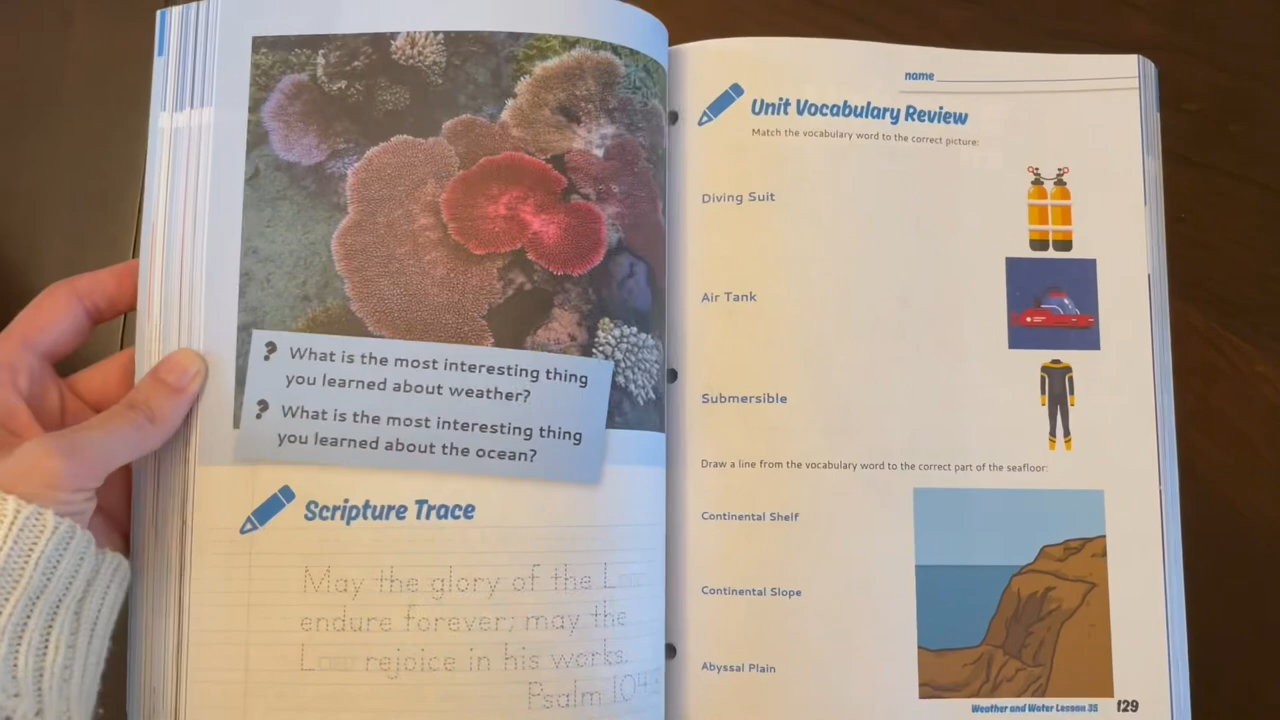 ? What is the most interesting thing
you learned about weather?
? What is the most interesting thing
you learned about the ocean?
Scripture Trace
May the glory of the
endure forever; may the
rejoice in his works.
Psalm 104
name
Unit Vocabulary Review
Match the vocabulary word to the correct picture:
Diving Suit
Air Tank
Submersible
Draw a line from the vocabulary word to the correct part of the seafloor:
Continental Shelf
Continental Slope
Abyssal Plain
Weather and Water Lesson 35 129